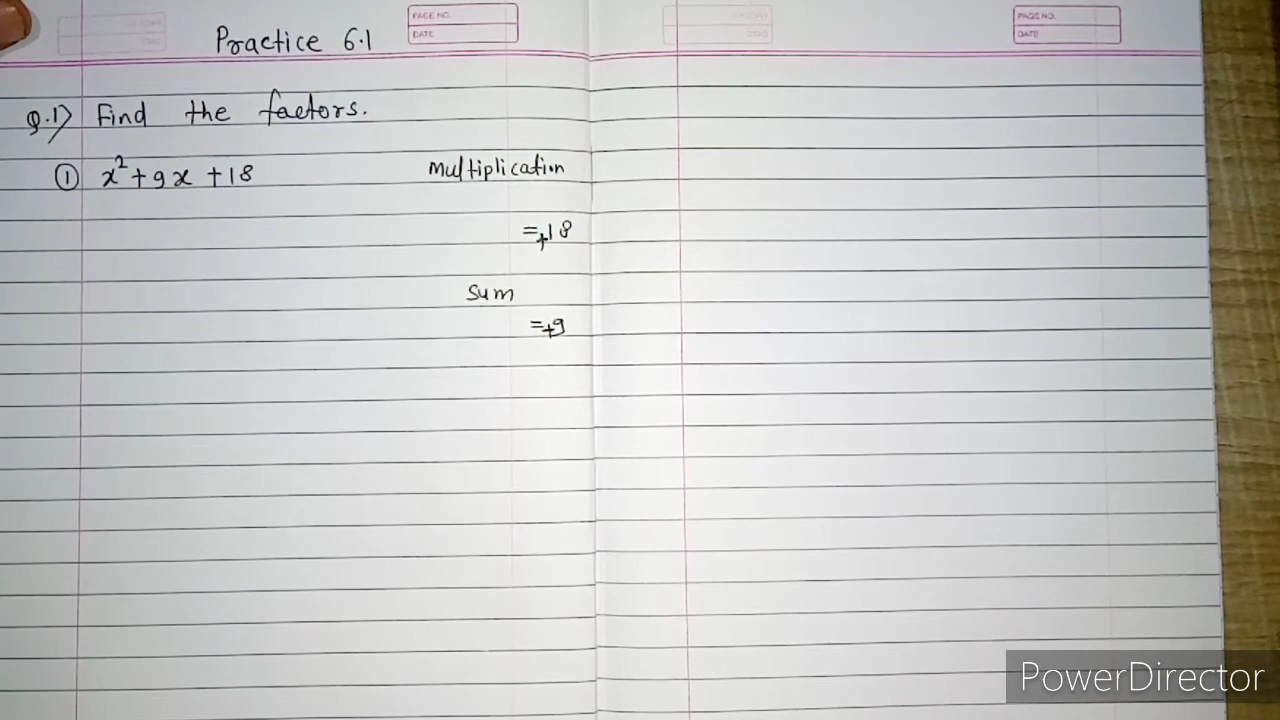 PAGE NO.
DATE
PAGE NO.
DATE
Practice 6.1
Q.1) Find the factors.
① x²+9x +18
Multiplication
=+18
Sum
=+9
PowerDirector